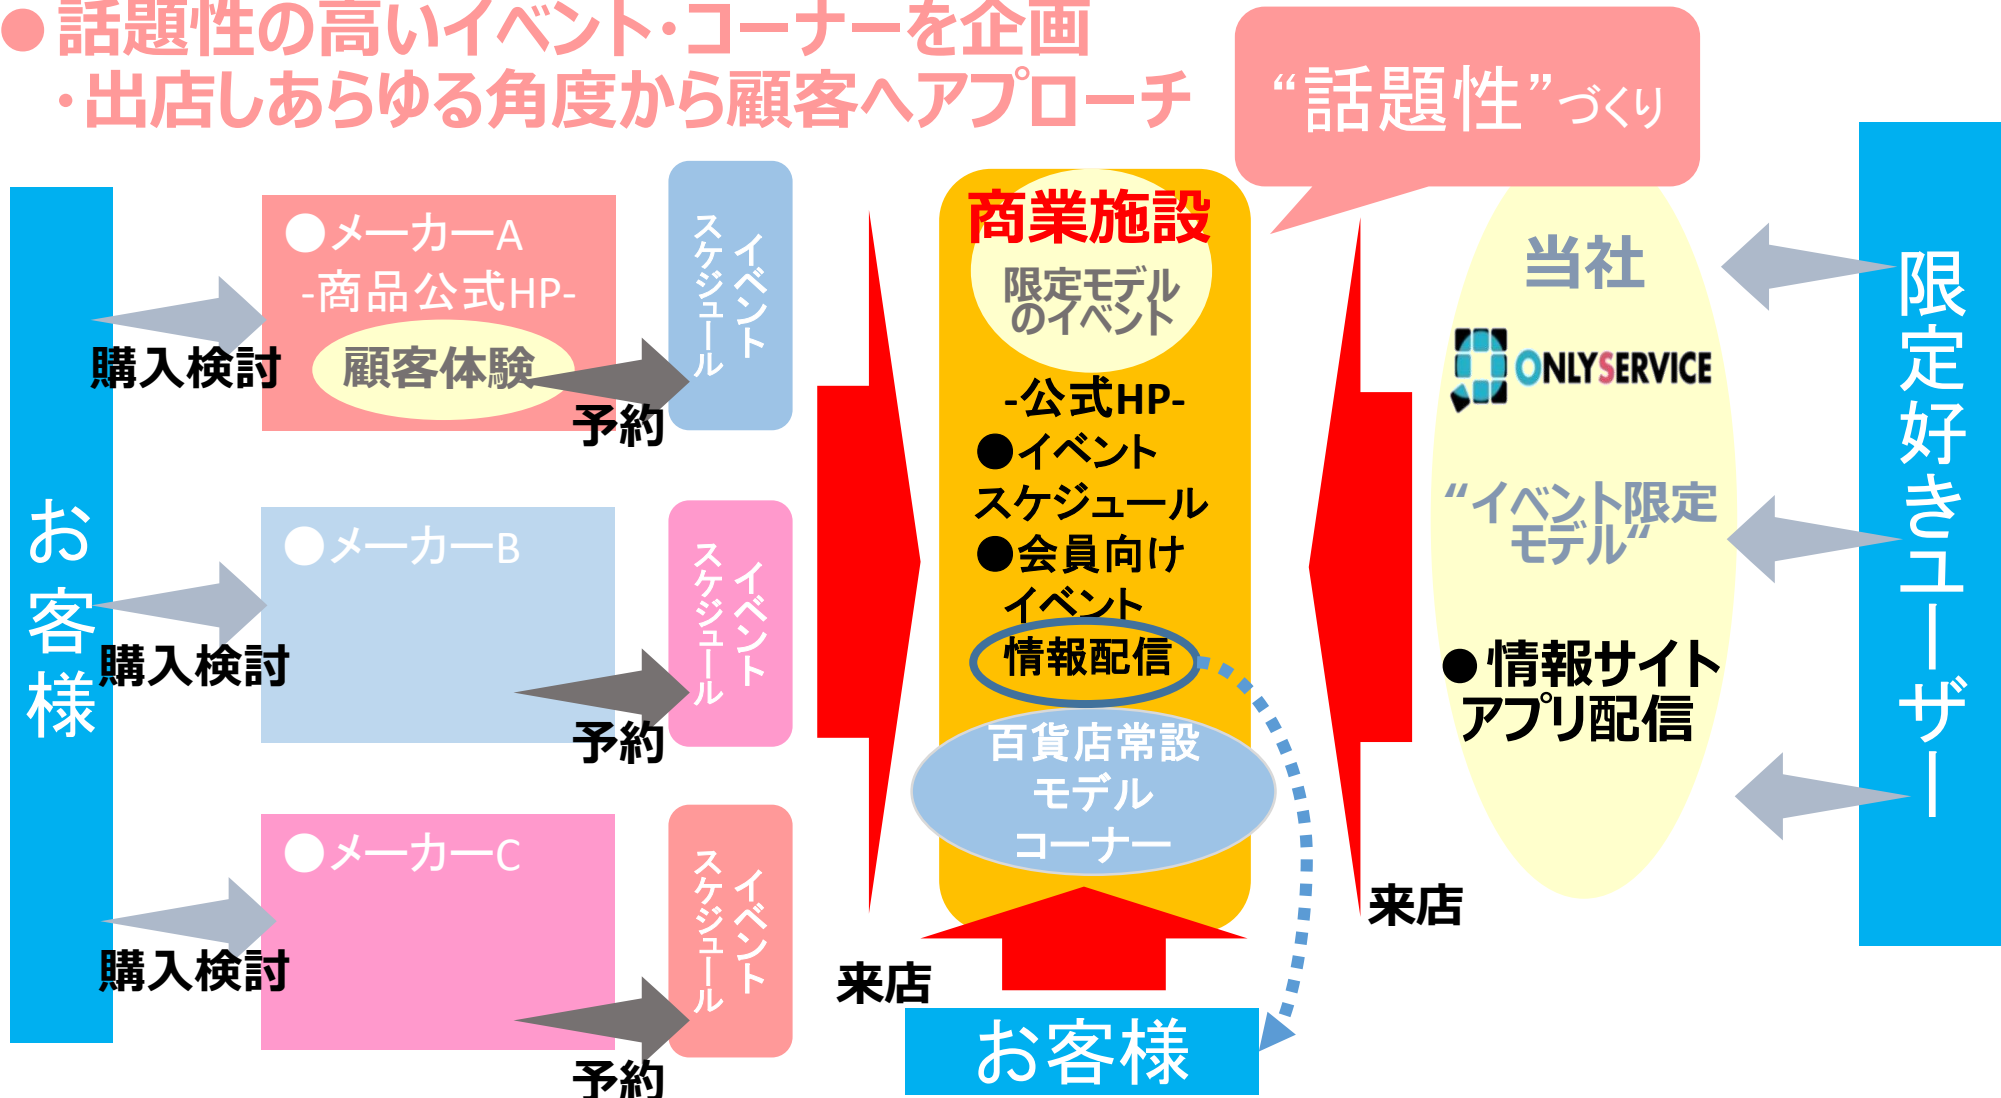 ●話題性の高いイベント・コーナーを企画
・出店しあらゆる角度から顧客へアプローチ
“話題性”づくり
お客様
購入検討
●メーカーA
-商品公式HP-
顧客体験
予約
イベント
スケジュール
購入検討
●メーカーB
予約
イベント
スケジュール
購入検討
●メーカーC
予約
イベント
スケジュール
商業施設
限定モデル
のイベント
-公式HP-
●イベント
スケジュール
●会員向け
イベント
情報配信
百貨店常設
モデル
コーナー
来店
お客様
来店
当社
ONLYSERVICE
“イベント限定
モデル“
●情報サイト
アプリ配信
限定好きユーザー